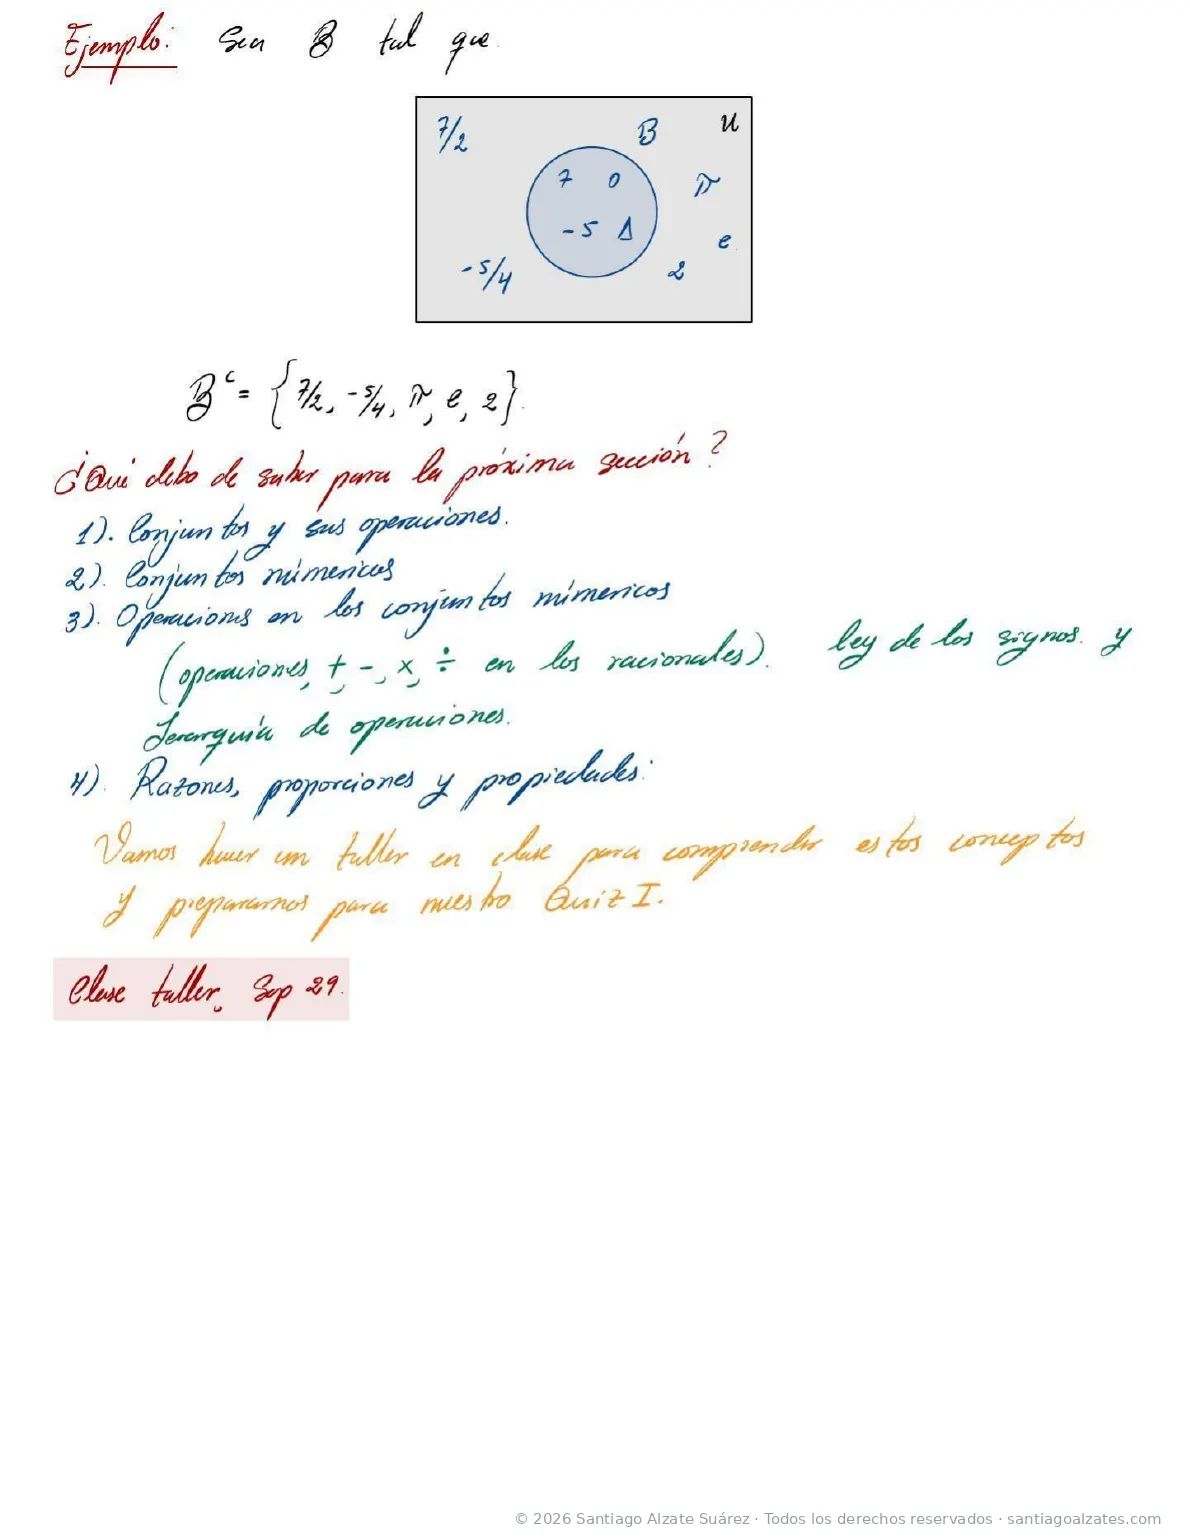 Ejemplo: Sea B tal que
7/2 B U
7 0 π
-5 Δ e
-5/4 2
B^c = {7/2, -5/4, π, e, 2}.
¿Qué debo de saber para la próxima sección?
1). Conjuntos y sus operaciones.
2). Conjuntos númericos
3). Operaciones en los conjuntos númericos
(operaciones, +, -, x, ÷ en los racionales). ley de los signos. y
Jerarquía de operaciones.
4). Razones, proporciones y propiedades.
Vamos hacer un taller en clase para comprender estos conceptos
y prepararnos para nuestro Quiz I.
Clase taller, Sep 29.
© 2026 Santiago Alzate Suárez · Todos los derechos reservados · santiagoalzates.com